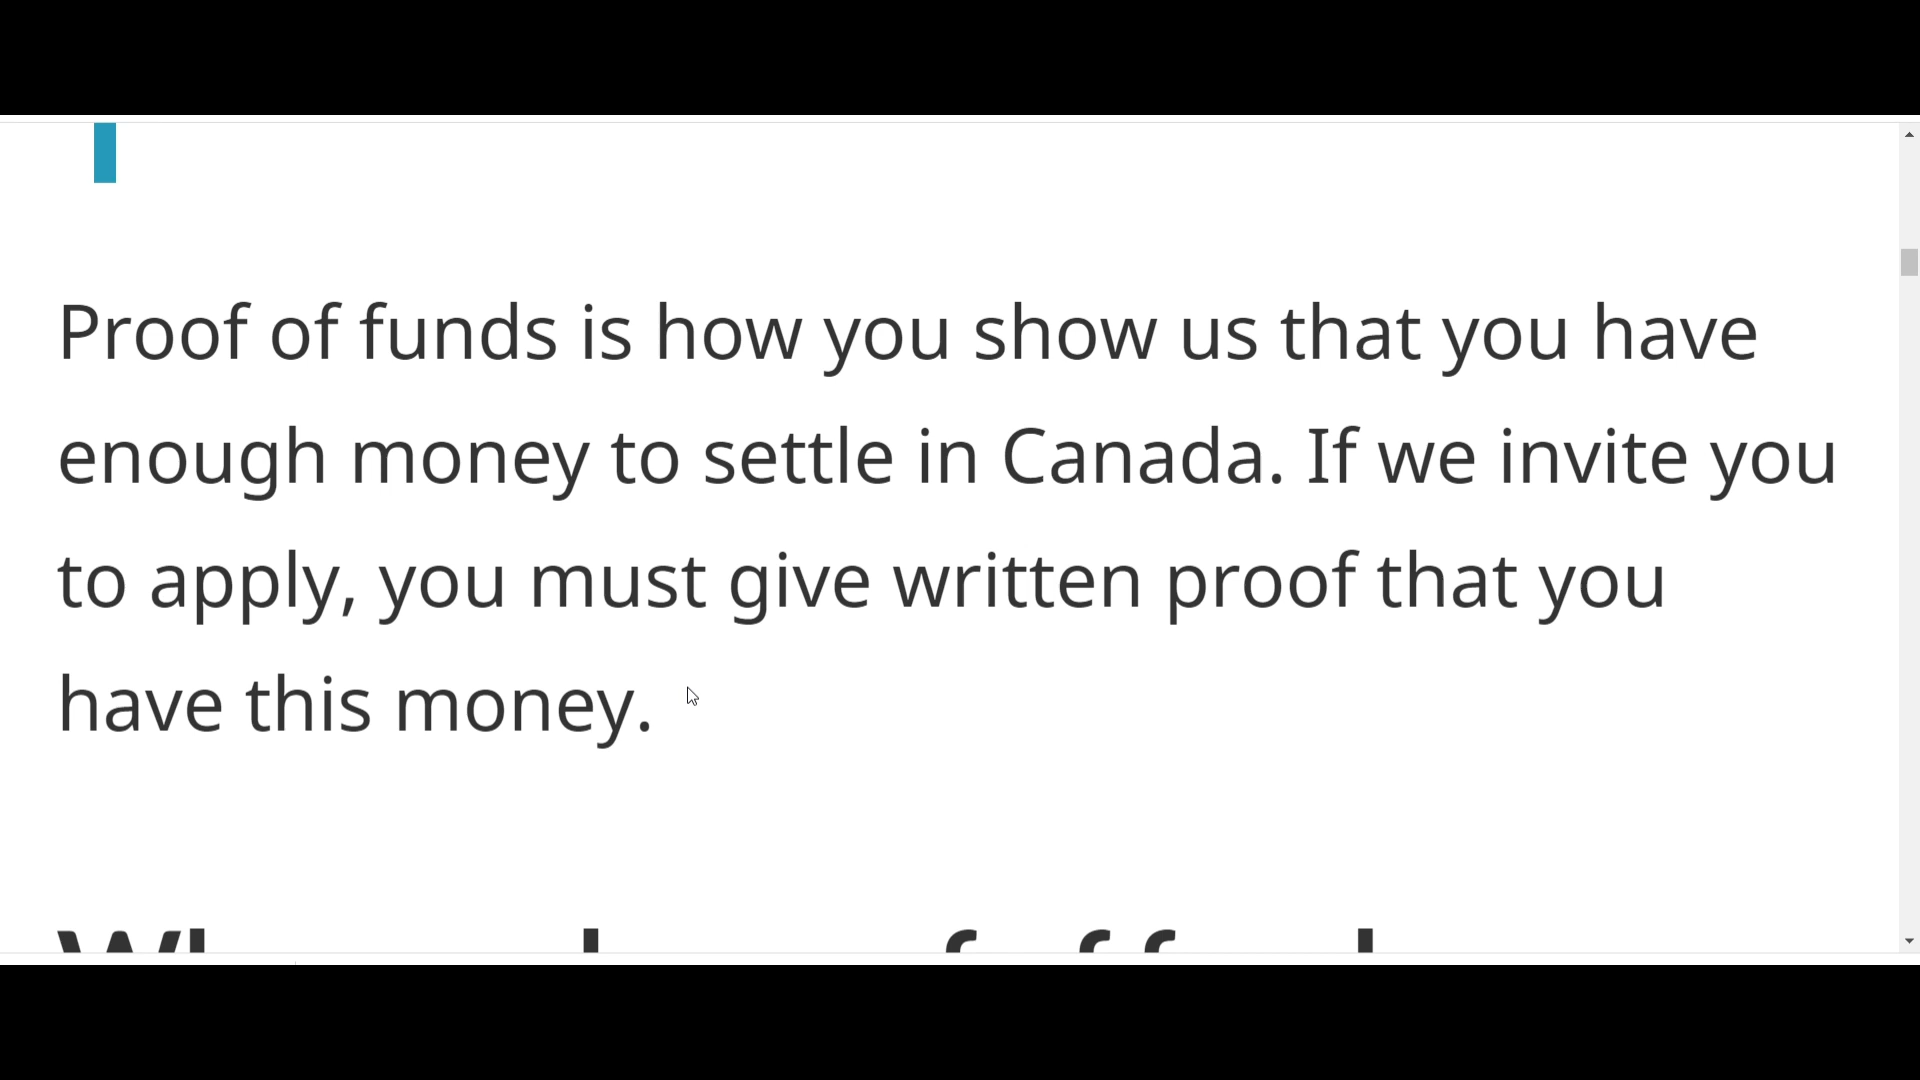 Proof of funds is how you show us that you have
enough money to settle in Canada. If we invite you
to apply, you must give written proof that you
have this money.